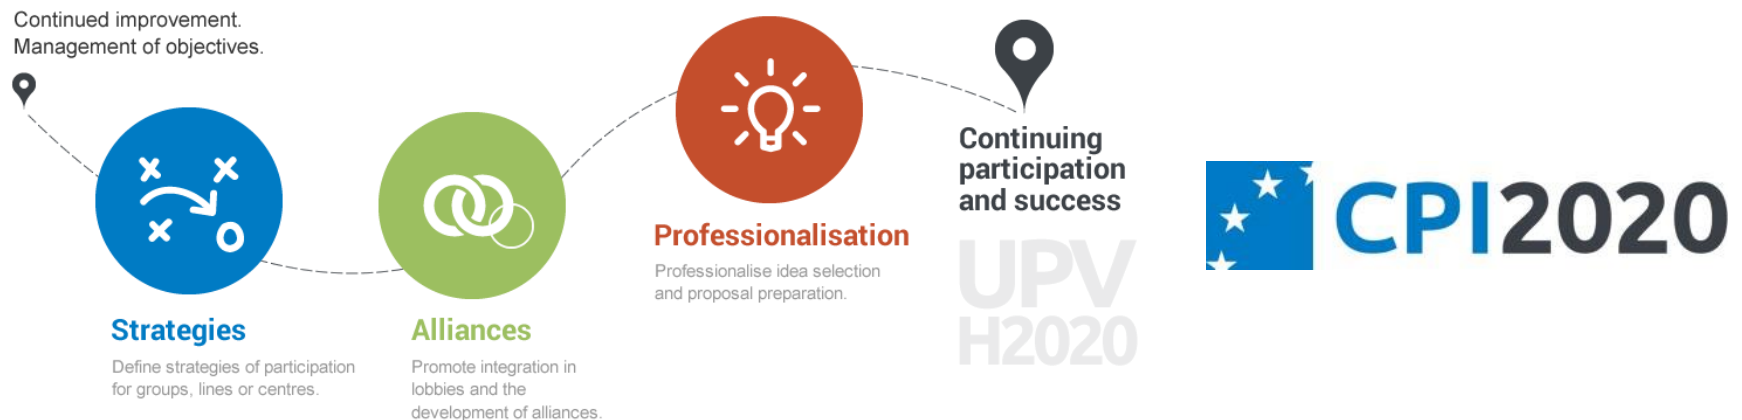 Continued improvement.
Management of objectives.
Strategies
Define strategies of participation
for groups, lines or centres.
Alliances
Promote integration in
lobbies and the
development of alliances.
Professionalisation
Professionalise idea selection
and proposal preparation.
Continuing
participation
and success
UPV
H2020
CPI2020